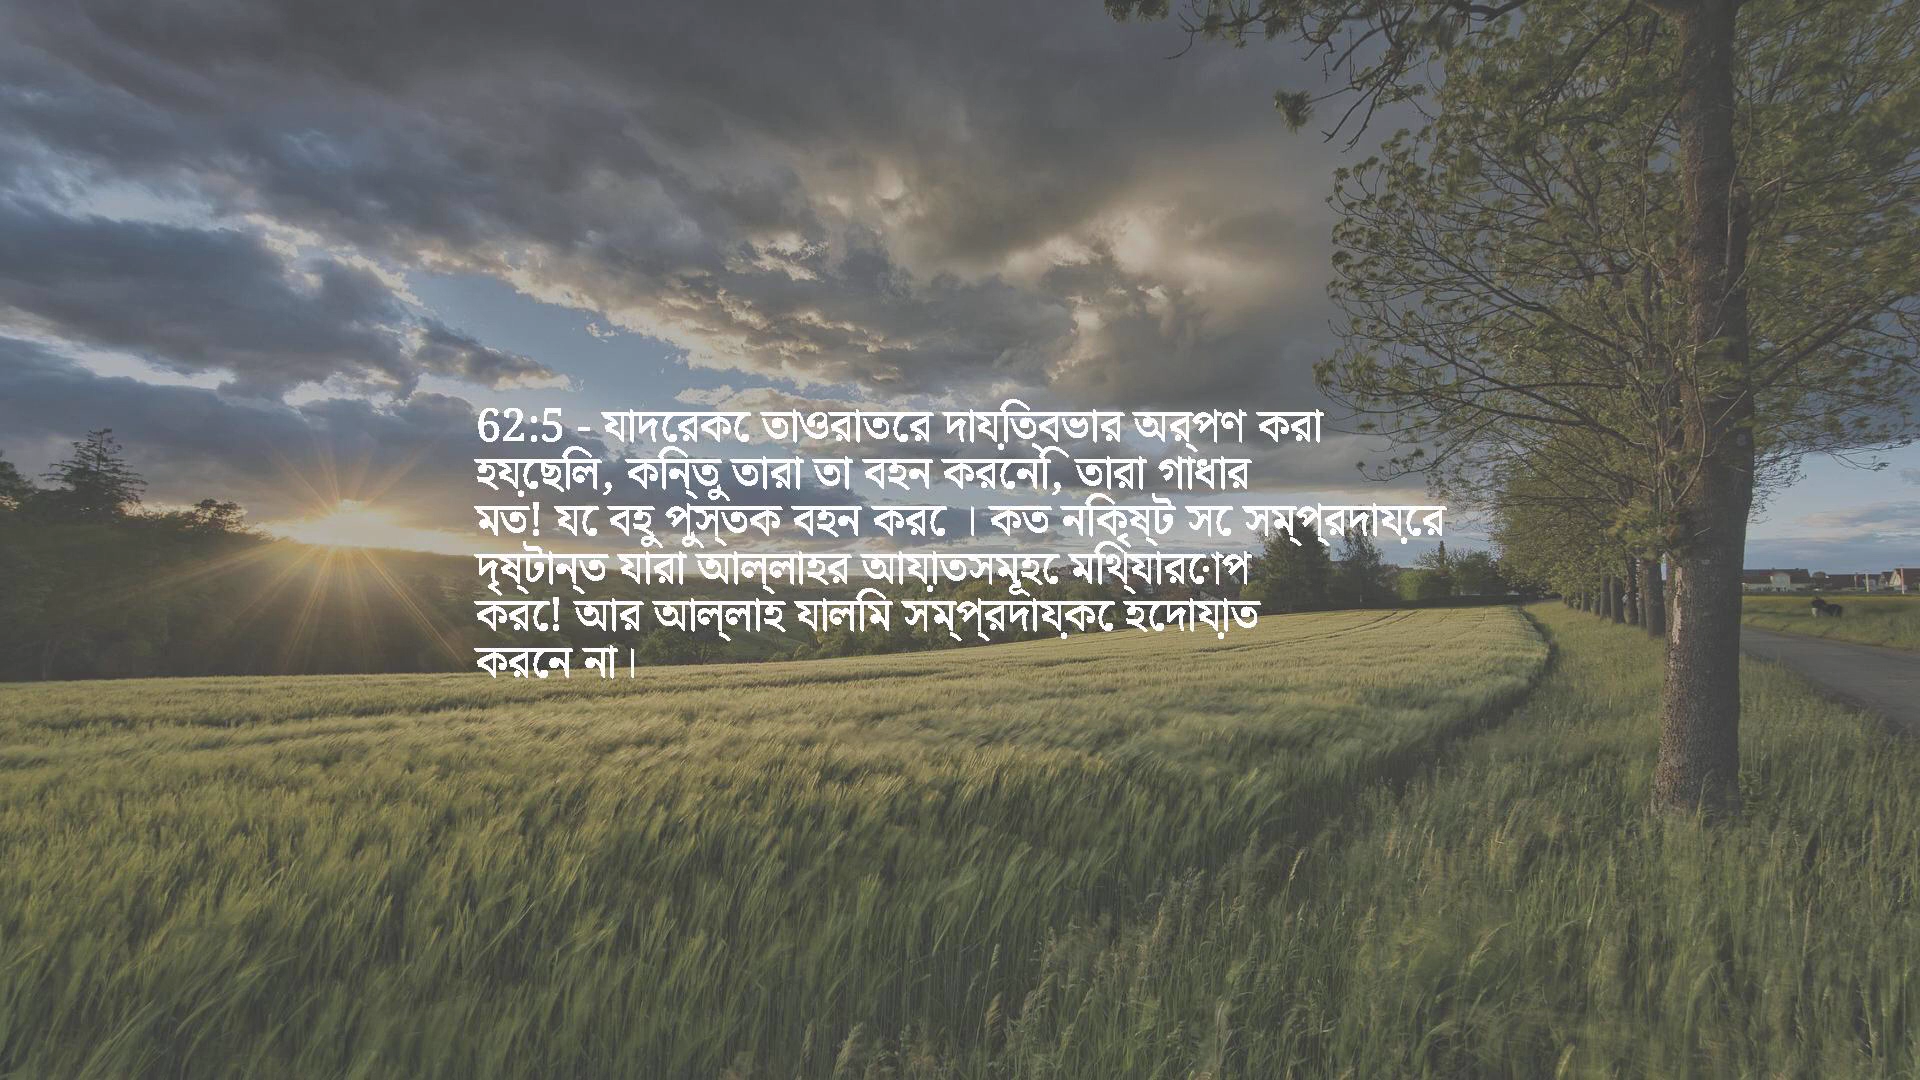 62:5 - যাদেরকে তাওরাতের দায়িত্বভার অর্পণ করা
হয়েছিল, কিন্তু তারা তা বহন করেনি, তারা গাধার
মত! যে বহু পুস্তক বহন করে । কত নিকৃষ্ট সে সম্প্রদায়ের
দৃষ্টান্ত যারা আল্লাহর আয়াতসমূহে মিথ্যারোপ
করে! আর আল্লাহ যালিম সম্প্রদায়কে হেদায়াত
করেন না।